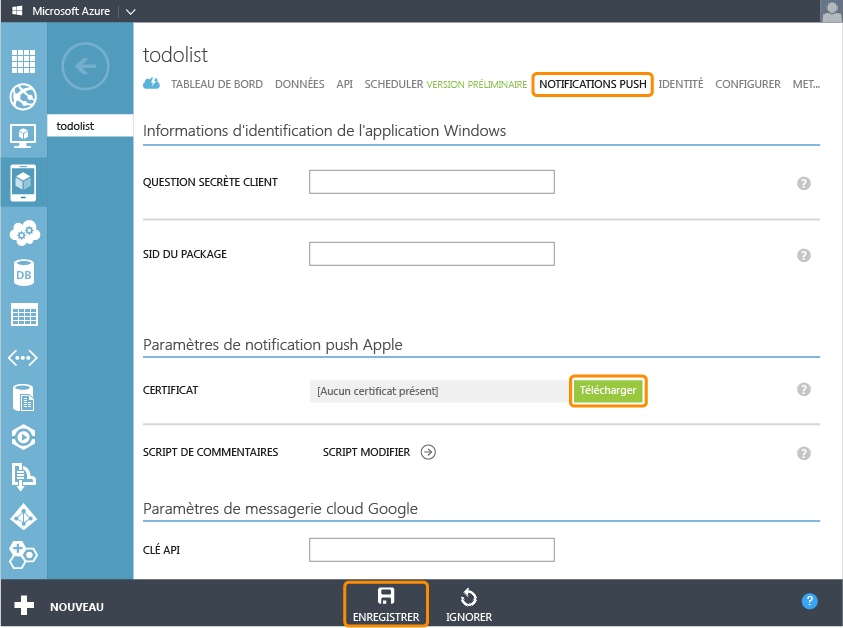 Microsoft Azure
todolist
todolist
TABLEAU DE BORD DONNÉES API SCHEDULER VERSION PRÉLIMINAIRE NOTIFICATIONS PUSH IDENTITÉ CONFIGURER MET...
Informations d'identification de l'application Windows
QUESTION SECRÈTE CLIENT ?
SID DU PACKAGE ?
Paramètres de notification push Apple
CERTIFICAT [Aucun certificat présent] Télécharger ?
SCRIPT DE COMMENTAIRES SCRIPT MODIFIER ?
Paramètres de messagerie cloud Google
CLÉ API
DB
NOUVEAU ENREGISTRER IGNORER ?